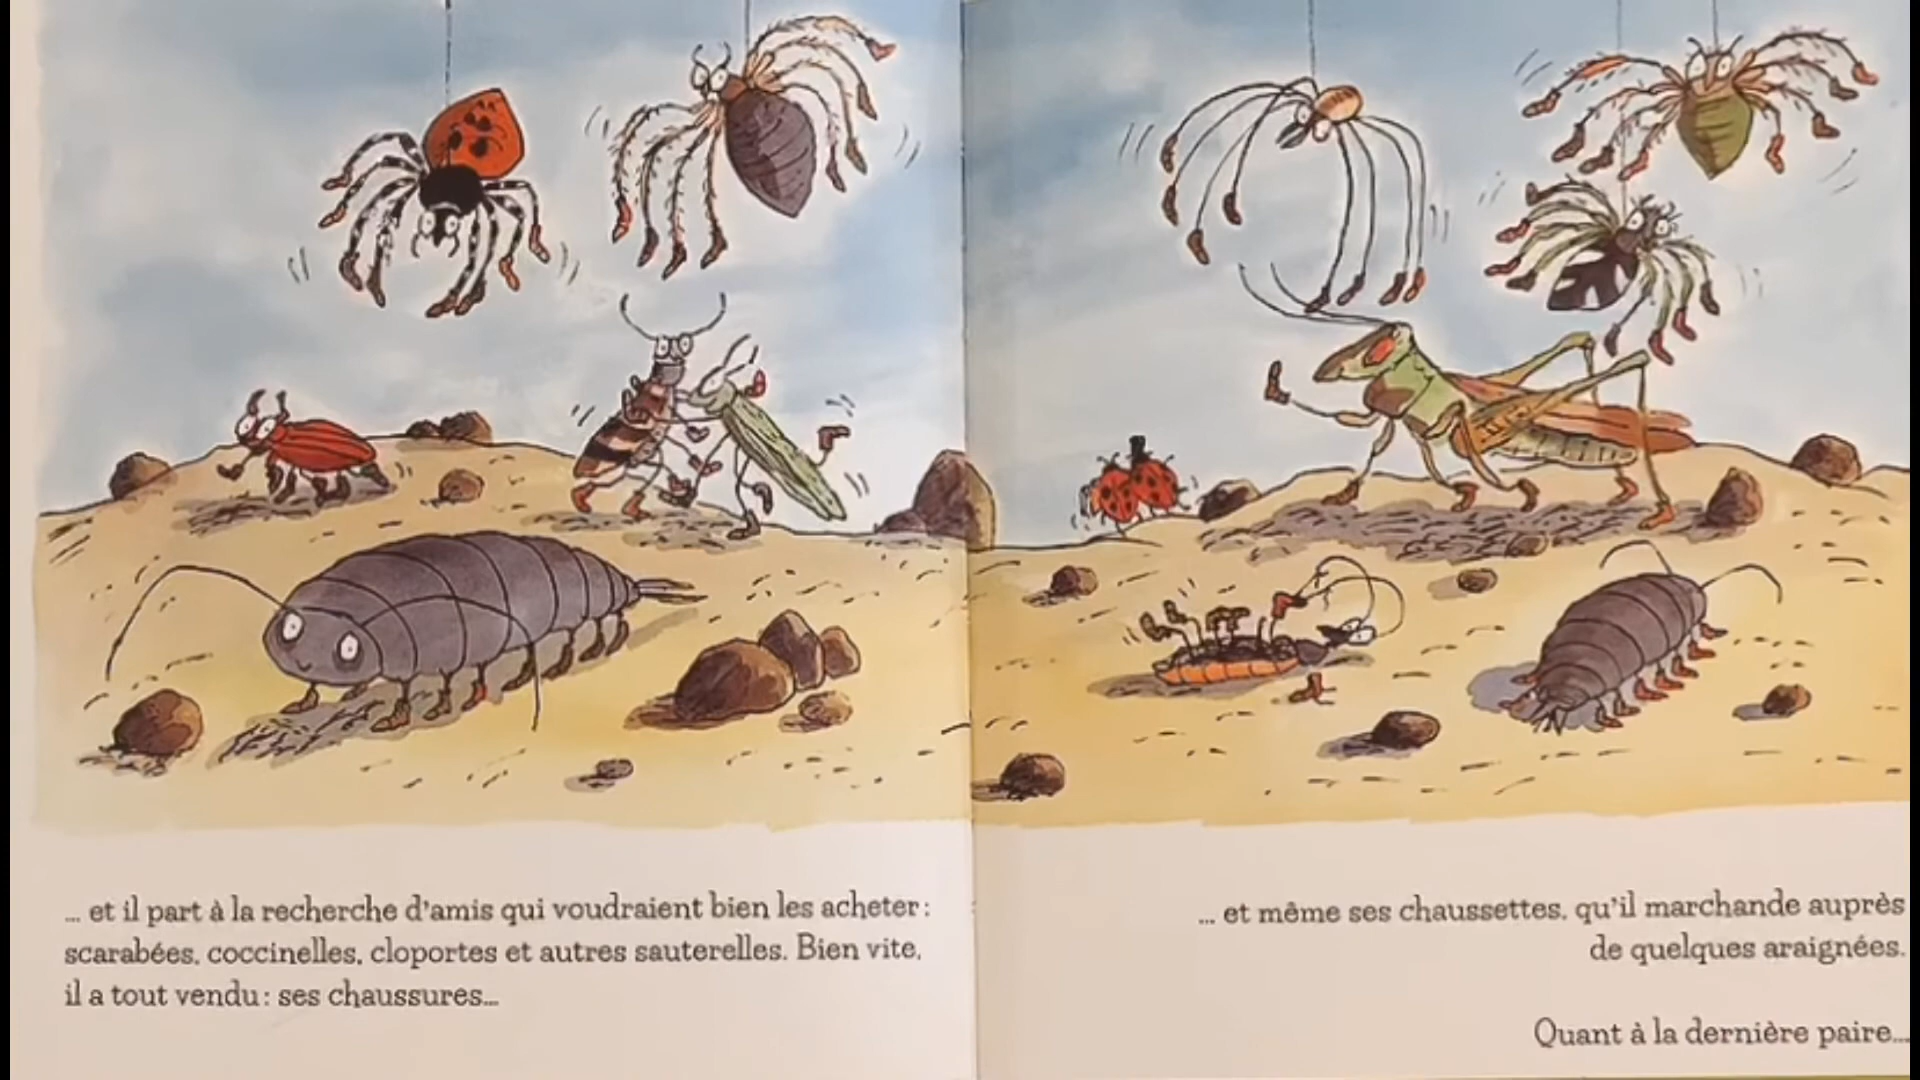 ... et il part à la recherche d'amis qui voudraient bien les acheter :
scarabées, coccinelles, cloportes et autres sauterelles. Bien vite,
il a tout vendu : ses chaussures...
... et même ses chaussettes, qu'il marchande auprès
de quelques araignées.
Quant à la dernière paire...